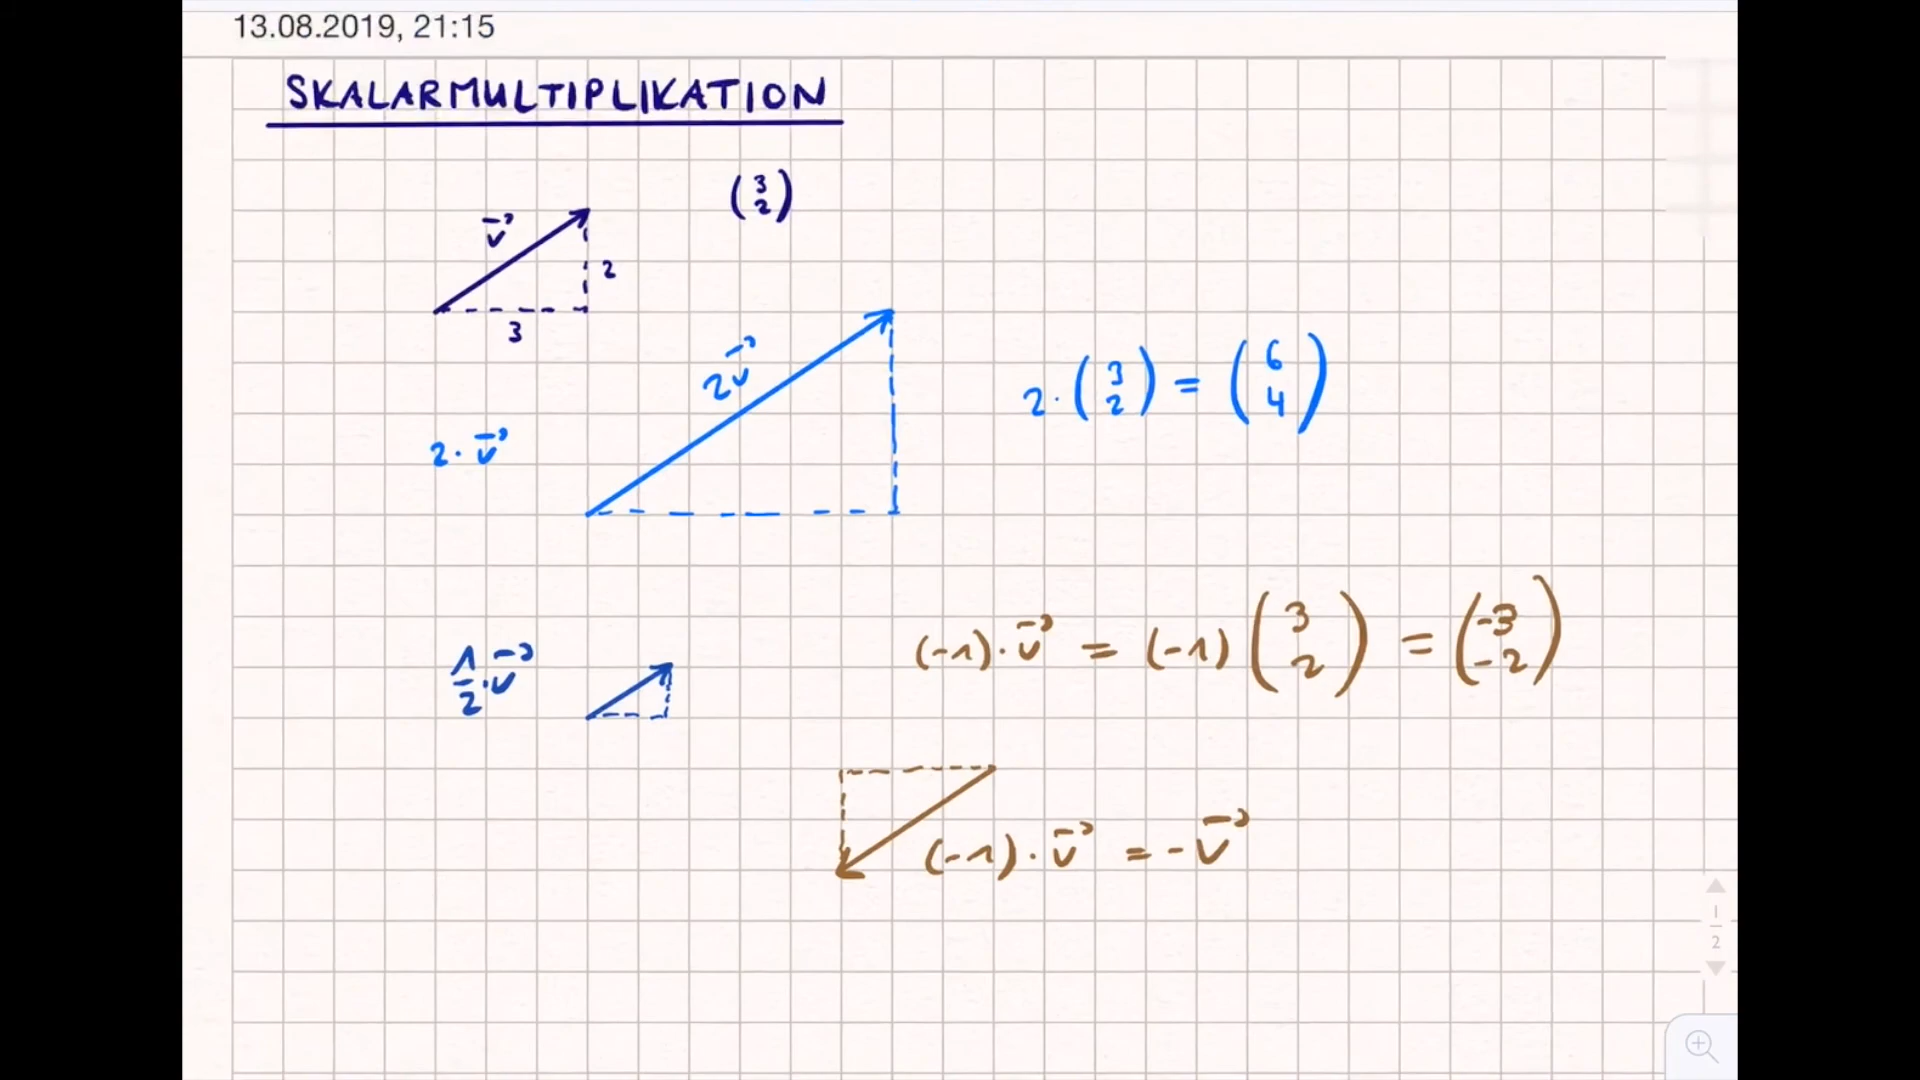 13.08.2019, 21:15
SKALARMULTIPLIKATION
(3 2)
v⃗
2
3
2v⃗
2 · (3 2) = (6 4)
2 · v⃗
1/2 · v⃗
(-1) · v⃗ = (-1) (3 2) = (-3 -2)
(-1) · v⃗ = - v⃗
1
2